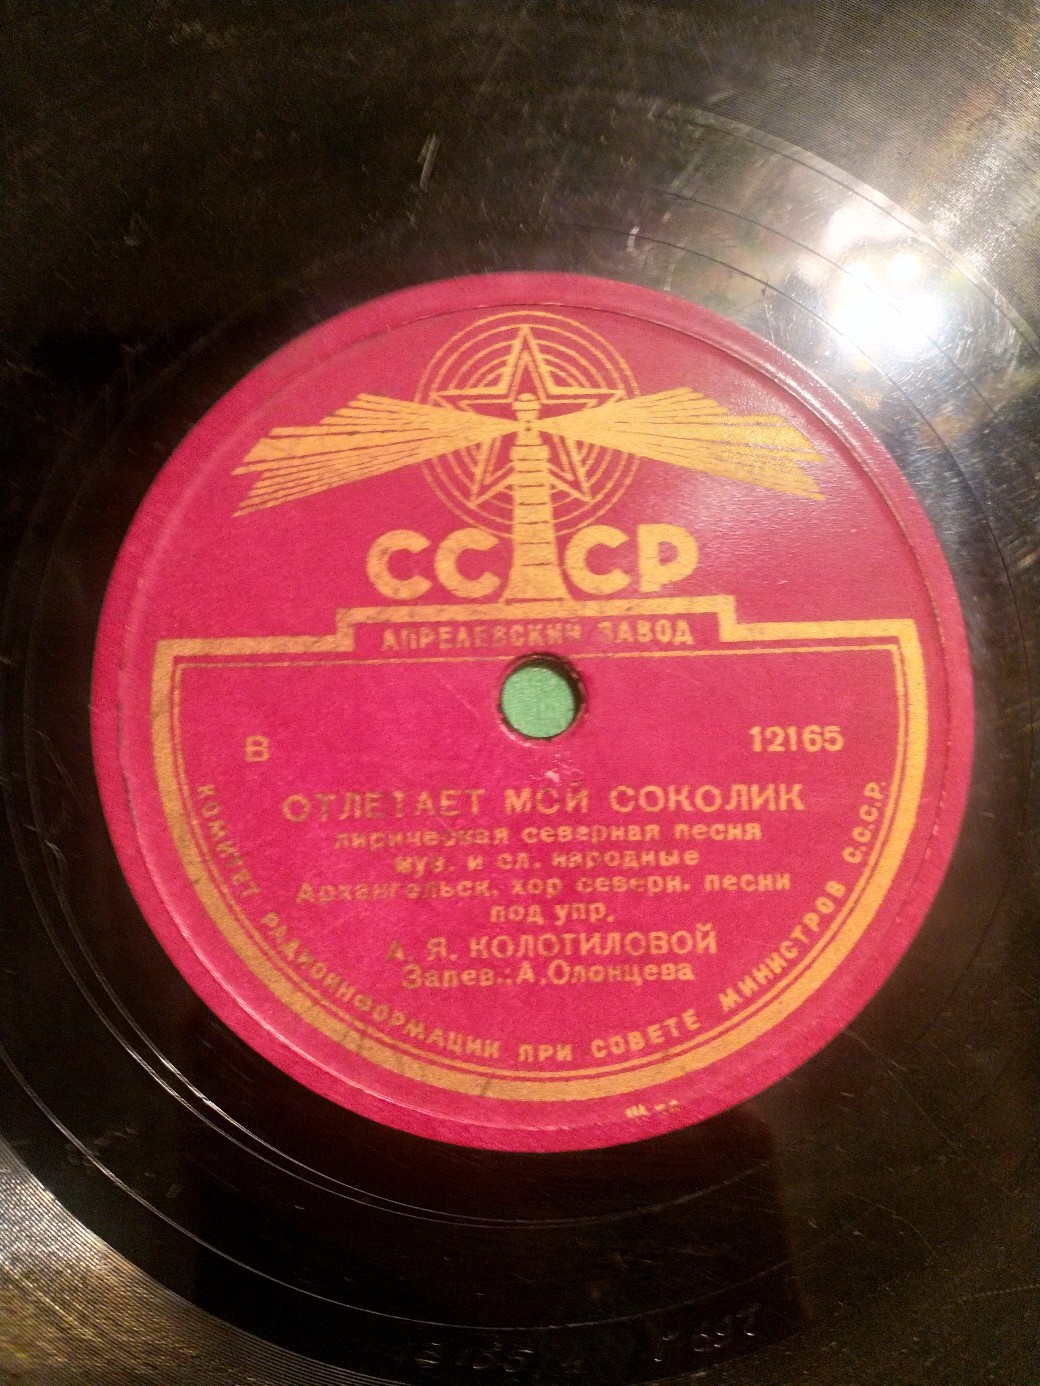 СССР
АПРЕЛЕВСКИЙ ЗАВОД
В 12165
ОТЛЕТАЕТ МОЙ СОКОЛИК
лирическая северная песня
муз. и сл. народные
Архангельск. хор северн. песни
под упр.
А. Я. КОЛОТИЛОВОЙ
Запев.: А. Олонцева
КОМИТЕТ РАДИОИНФОРМАЦИИ ПРИ СОВЕТЕ МИНИСТРОВ С.С.С.Р.